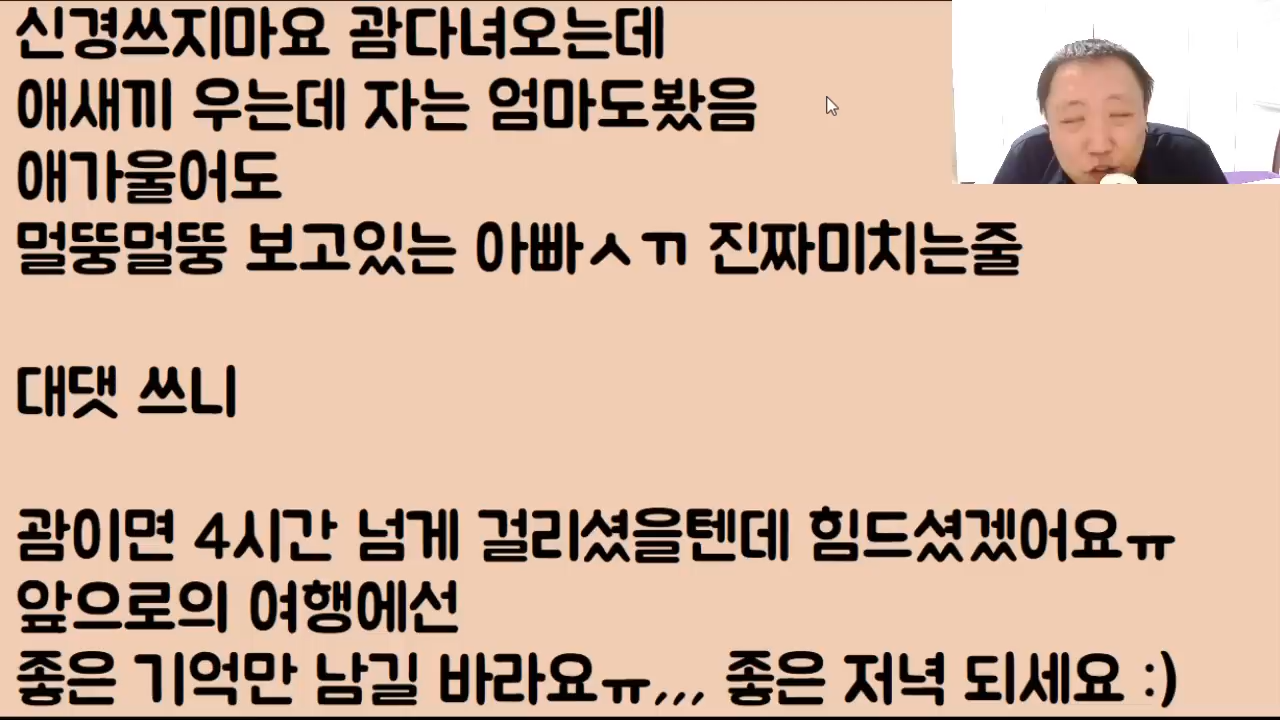 신경쓰지마요 괌다녀오는데
애새끼 우는데 자는 엄마도봤음
애가울어도
멀뚱멀뚱 보고있는 아빠ㅅㄲ 진짜미치는줄
대댓 쓰니
괌이면 4시간 넘게 걸리셨을텐데 힘드셨겠어요ㅠ
앞으로의 여행에선
좋은 기억만 남길 바라요ㅠ,,, 좋은 저녁 되세요 :)